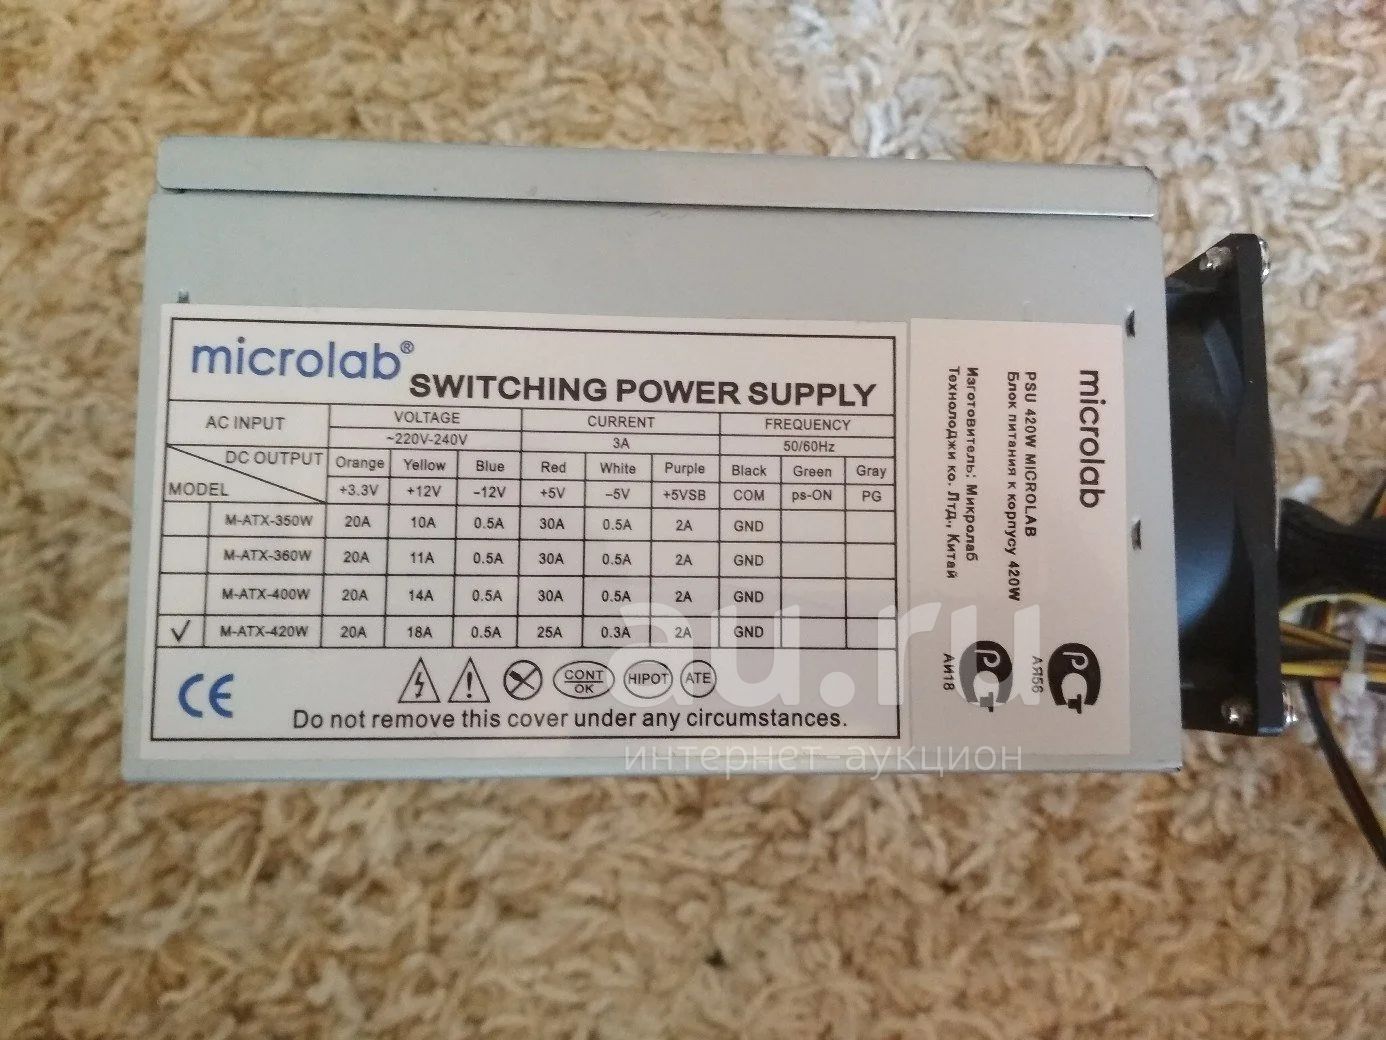 microlab®
SWITCHING POWER SUPPLY
AC INPUT VOLTAGE CURRENT FREQUENCY
~220V-240V 3A 50/60Hz
DC OUTPUT Orange Yellow Blue Red White Purple Black Green Gray
MODEL +3.3V +12V –12V +5V –5V +5VSB COM ps-ON PG
M-ATX-350W 20A 10A 0.5A 30A 0.5A 2A GND
M-ATX-360W 20A 11A 0.5A 30A 0.5A 2A GND
M-ATX-400W 20A 14A 0.5A 30A 0.5A 2A GND
✓ M-ATX-420W 20A 18A 0.5A 25A 0.3A 2A GND
CE CONT OK HIPOT ATE
Do not remove this cover under any circumstances.
microlab
PSU 420W MICROLAB
Блок питания к корпусу 420W
Изготовитель: Микролаб
Технолоджи ко. Лтд., Китай
РСТ
АЯ56
РСТ
АИ18
au.ru
интернет-аукцион